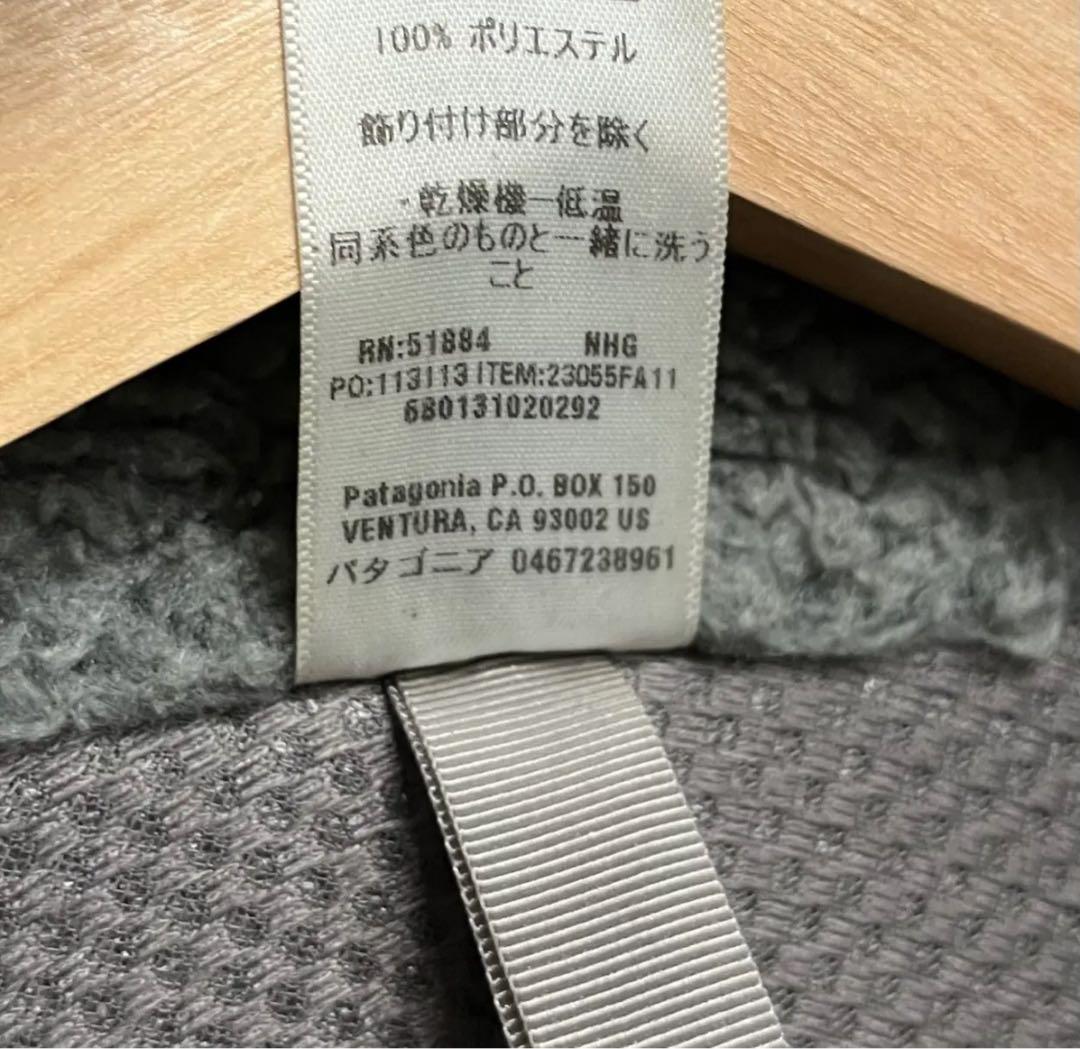 100% ポリエステル
飾り付け部分を除く
・乾燥機ー低温
同系色のものと一緒に洗う
こと
RN:51884 NHG
PO:113113 ITEM:23055FA11
680131020292
Patagonia P.O. BOX 150
VENTURA, CA 93002 US
パタゴニア 0467238961